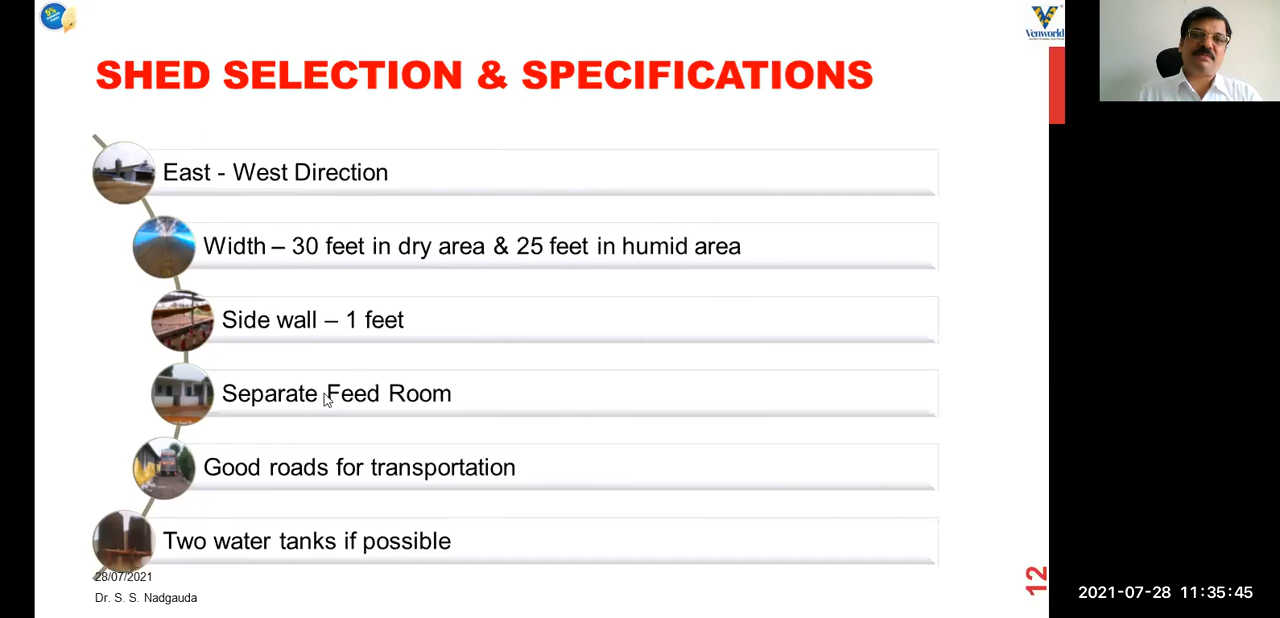 5%
Venworld
SHED SELECTION & SPECIFICATIONS
East - West Direction
Width – 30 feet in dry area & 25 feet in humid area
Side wall – 1 feet
Separate Feed Room
Good roads for transportation
Two water tanks if possible
28/07/2021
Dr. S. S. Nadgauda
12
2021-07-28 11:35:45